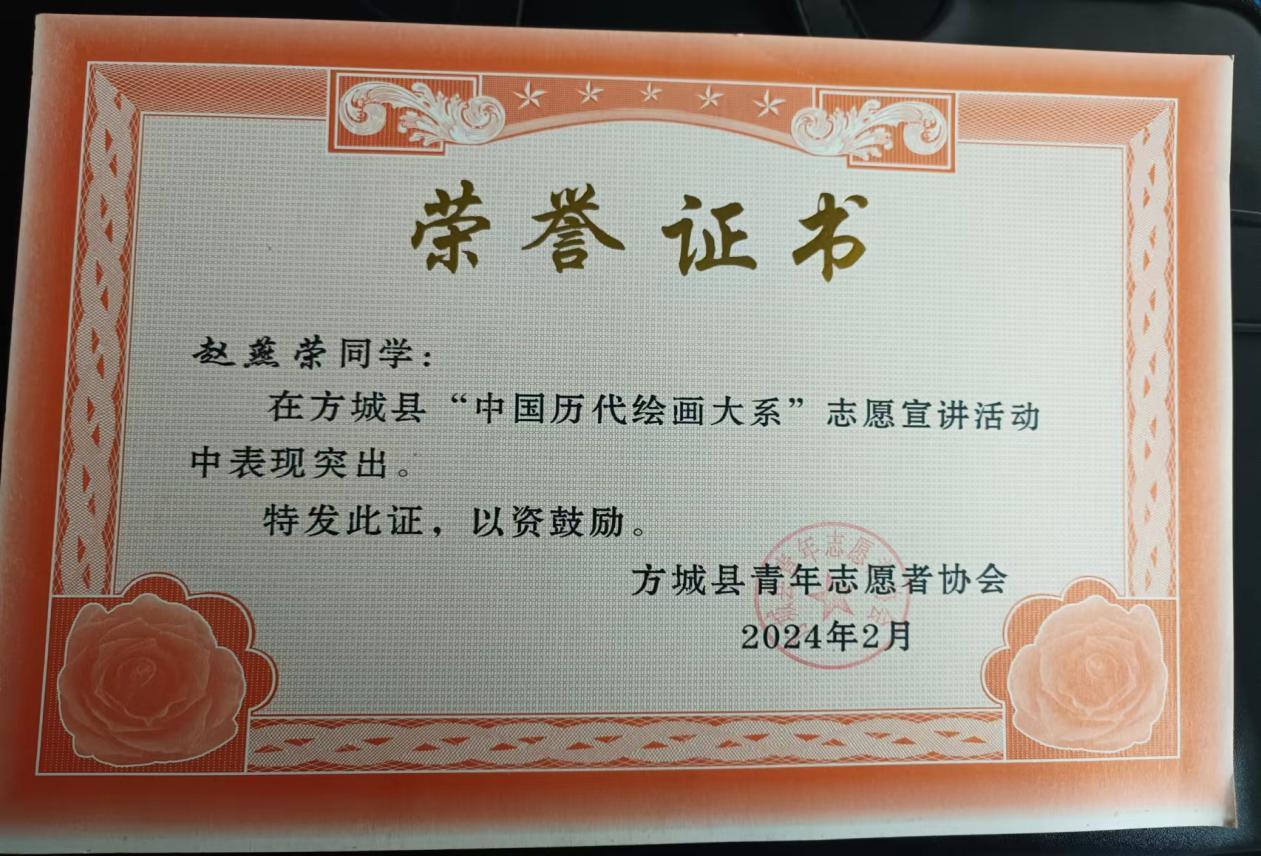 荣誉证书
赵燕荣同学：
在方城县“中国历代绘画大系”志愿宣讲活动
中表现突出。
特发此证，以资鼓励。
方城县青年志愿者协会
2024年2月